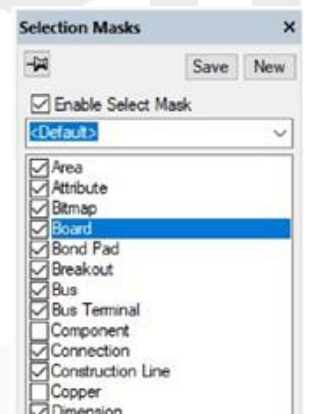 Selection Masks
Save New
Enable Select Mask
<Default>
Area
Attribute
Bitmap
Board
Bond Pad
Breakout
Bus
Bus Terminal
Component
Connection
Construction Line
Copper
Dimension